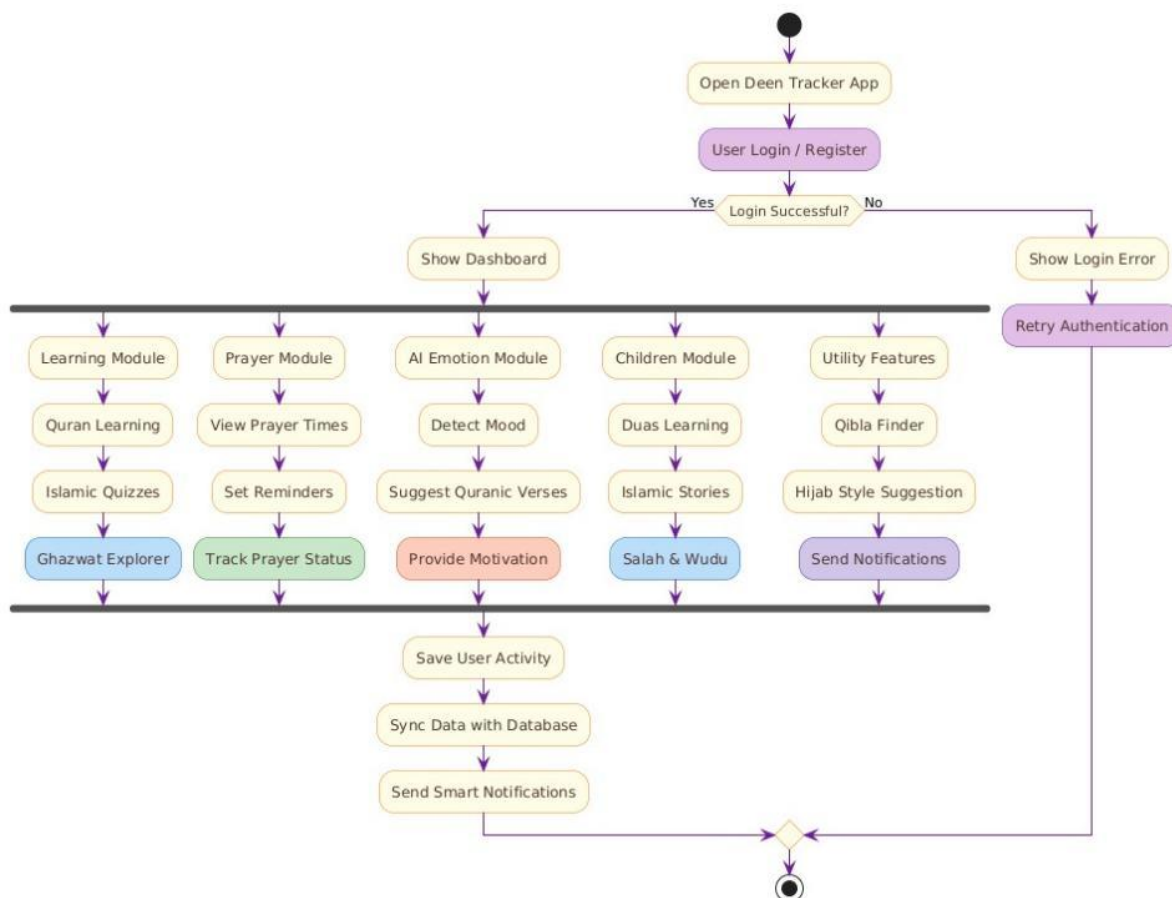 Open Deen Tracker App
User Login / Register
Yes
Login Successful?
No
Show Dashboard
Show Login Error
Retry Authentication
Learning Module
Prayer Module
AI Emotion Module
Children Module
Utility Features
Quran Learning
View Prayer Times
Detect Mood
Duas Learning
Qibla Finder
Islamic Quizzes
Set Reminders
Suggest Quranic Verses
Islamic Stories
Hijab Style Suggestion
Ghazwat Explorer
Track Prayer Status
Provide Motivation
Salah & Wudu
Send Notifications
Save User Activity
Sync Data with Database
Send Smart Notifications